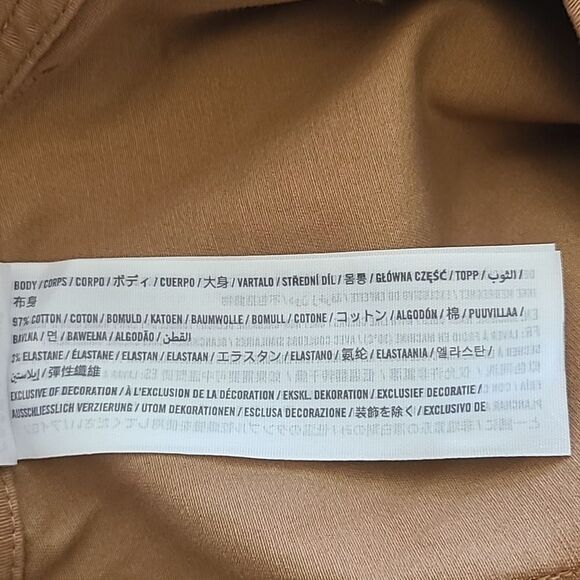 BODY / CORPS / CORPO / ボディ / CUERPO / 大身 / VARTALO / STŘEDNÍ DÍL / 몸통 / GŁÓWNA CZĘŚĆ / TOPP / الثوب /
布身
97% COTTON / COTON / BOMULD / KATOEN / BAUMWOLLE / BOMULL / COTONE / コットン / ALGODÓN / 棉 / PUUVILLAA /
BAVLNA / 면 / BAWEŁNA / ALGODÃO / القطن
3% ELASTANE / ÉLASTANE / ELASTAN / ELASTAAN / エラスタン / ELASTANO / 氨纶 / ELASTAANIA / 엘라스탄 /
إيلاستين / 彈性纖維
EXCLUSIVE OF DECORATION / À L'EXCLUSION DE LA DÉCORATION / EKSKL. DEKORATION / EXCLUSIEF DECORATIE /
AUSSCHLIESSLICH VERZIERUNG / UTOM DEKORATIONEN / ESCLUSA DECORAZIONE / 装飾を除く / EXCLUSIVO DE